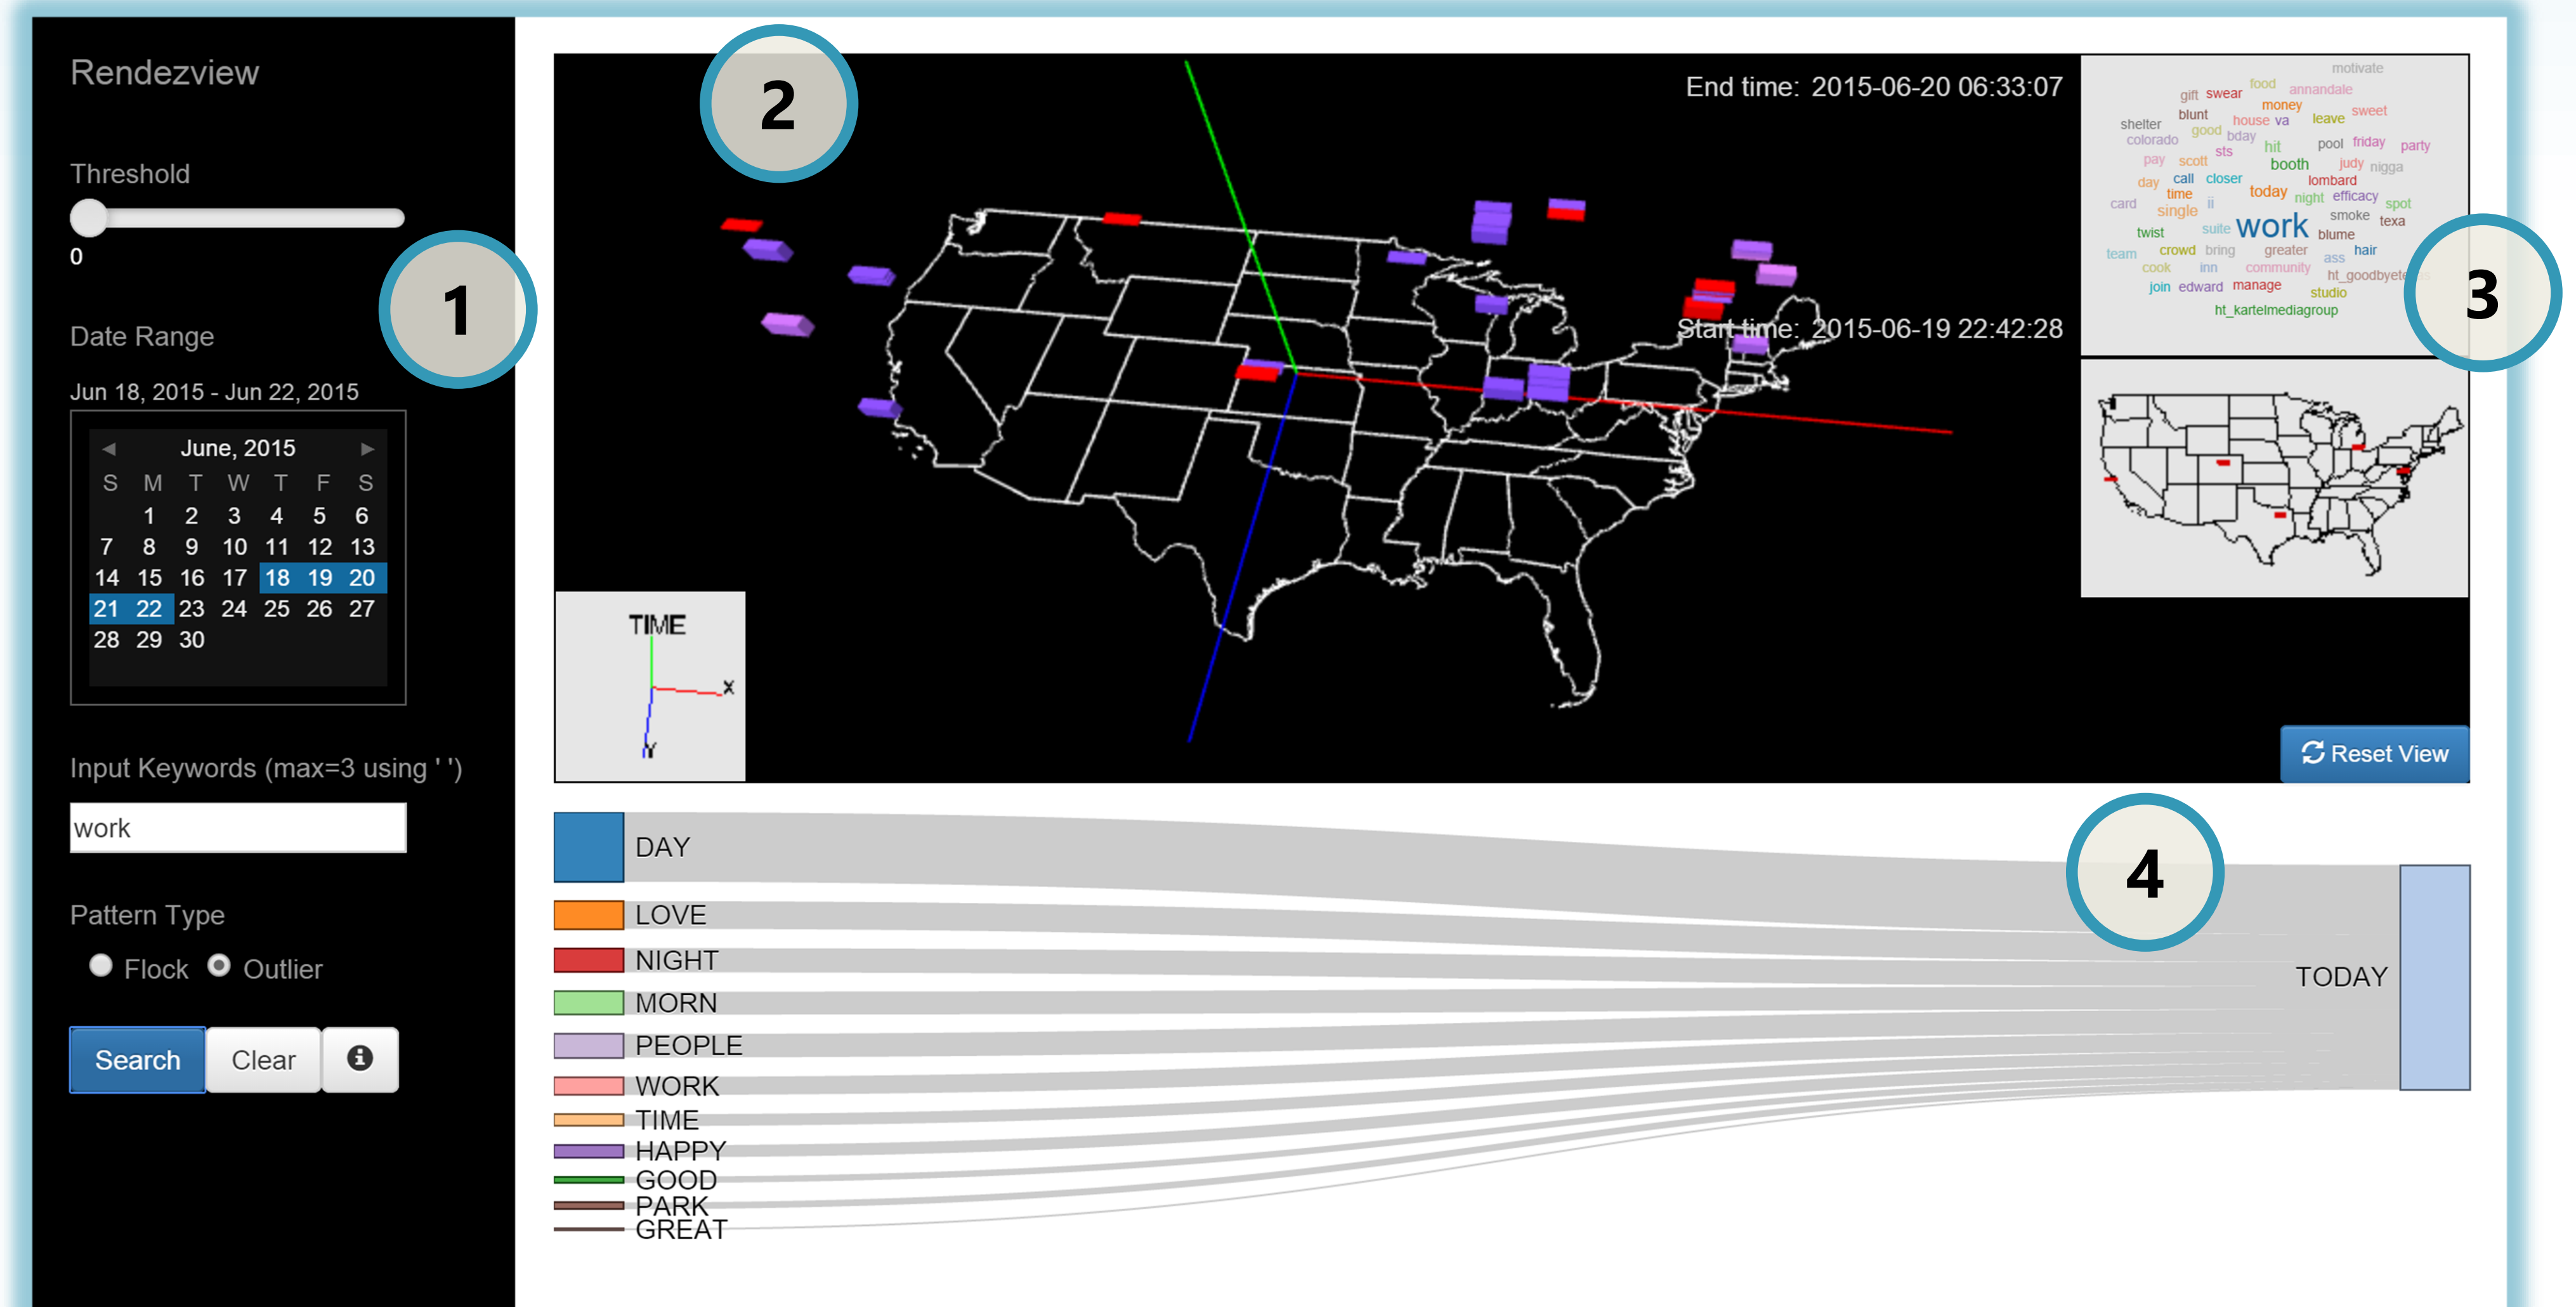 Rendezview
Threshold
0
1
Date Range
Jun 18, 2015 - Jun 22, 2015
◄ June, 2015 ►
S M T W T F S
1 2 3 4 5 6
7 8 9 10 11 12 13
14 15 16 17 18 19 20
21 22 23 24 25 26 27
28 29 30
Input Keywords (max=3 using ' ')
work
Pattern Type
Flock Outlier
Search Clear
2
End time: 2015-06-20 06:33:07
Start time: 2015-06-19 22:42:28
TIME
X
Y
Reset View
motivate
food
annandale
gift swear
money
sweet
blunt
house va
leave
shelter
good bday
colorado
hit
pool friday party
sts
pay scott
booth
judy nigga
day call closer
lombard
time
today
night efficacy
card
ii
spot
single
smoke texa
twist
suite work
blume
team crowd bring
greater
hair
ass
cook inn community
join edward manage
studio
ht_kartelmediagroup
3
4
DAY
LOVE
NIGHT
MORN
PEOPLE
WORK
TIME
HAPPY
GOOD
PARK
GREAT
TODAY